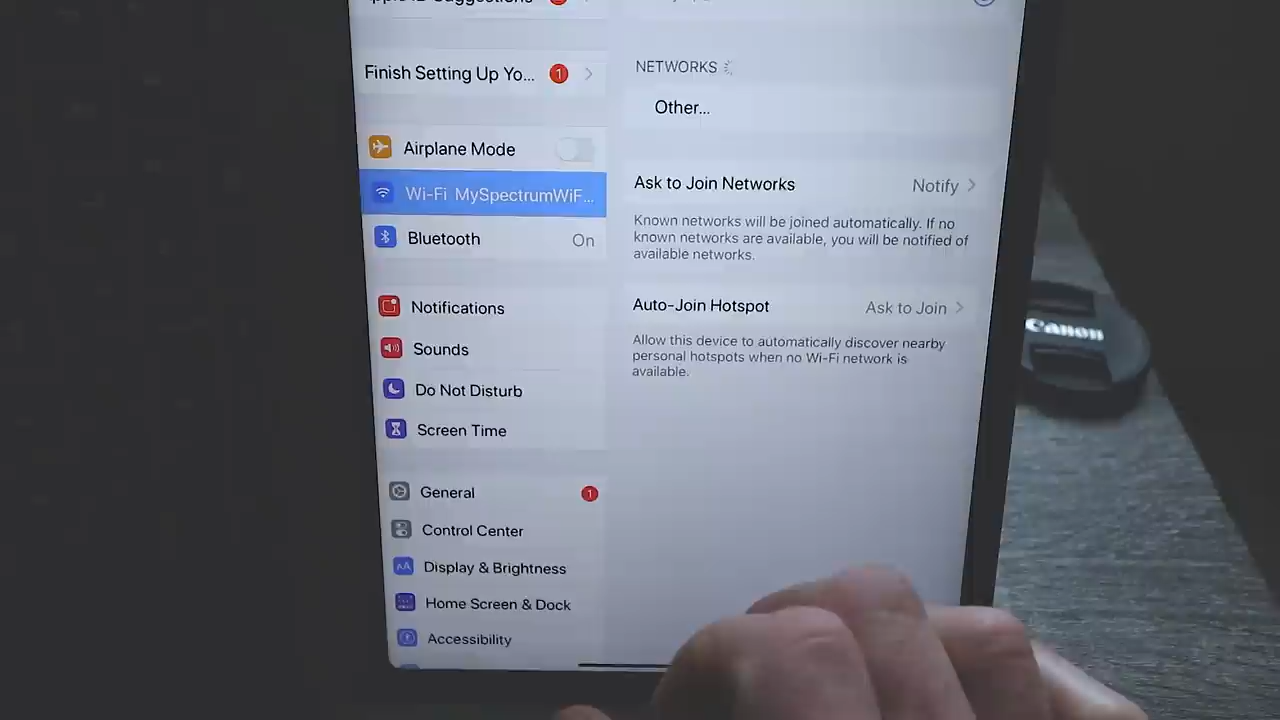 Finish Setting Up Yo... 1
Airplane Mode
Wi-Fi MySpectrumWiF...
Bluetooth On
Notifications
Sounds
Do Not Disturb
Screen Time
General 1
Control Center
Display & Brightness
Home Screen & Dock
Accessibility
NETWORKS
Other...
Ask to Join Networks Notify
Known networks will be joined automatically. If no
known networks are available, you will be notified of
available networks.
Auto-Join Hotspot Ask to Join
Allow this device to automatically discover nearby
personal hotspots when no Wi-Fi network is
available.
Canon